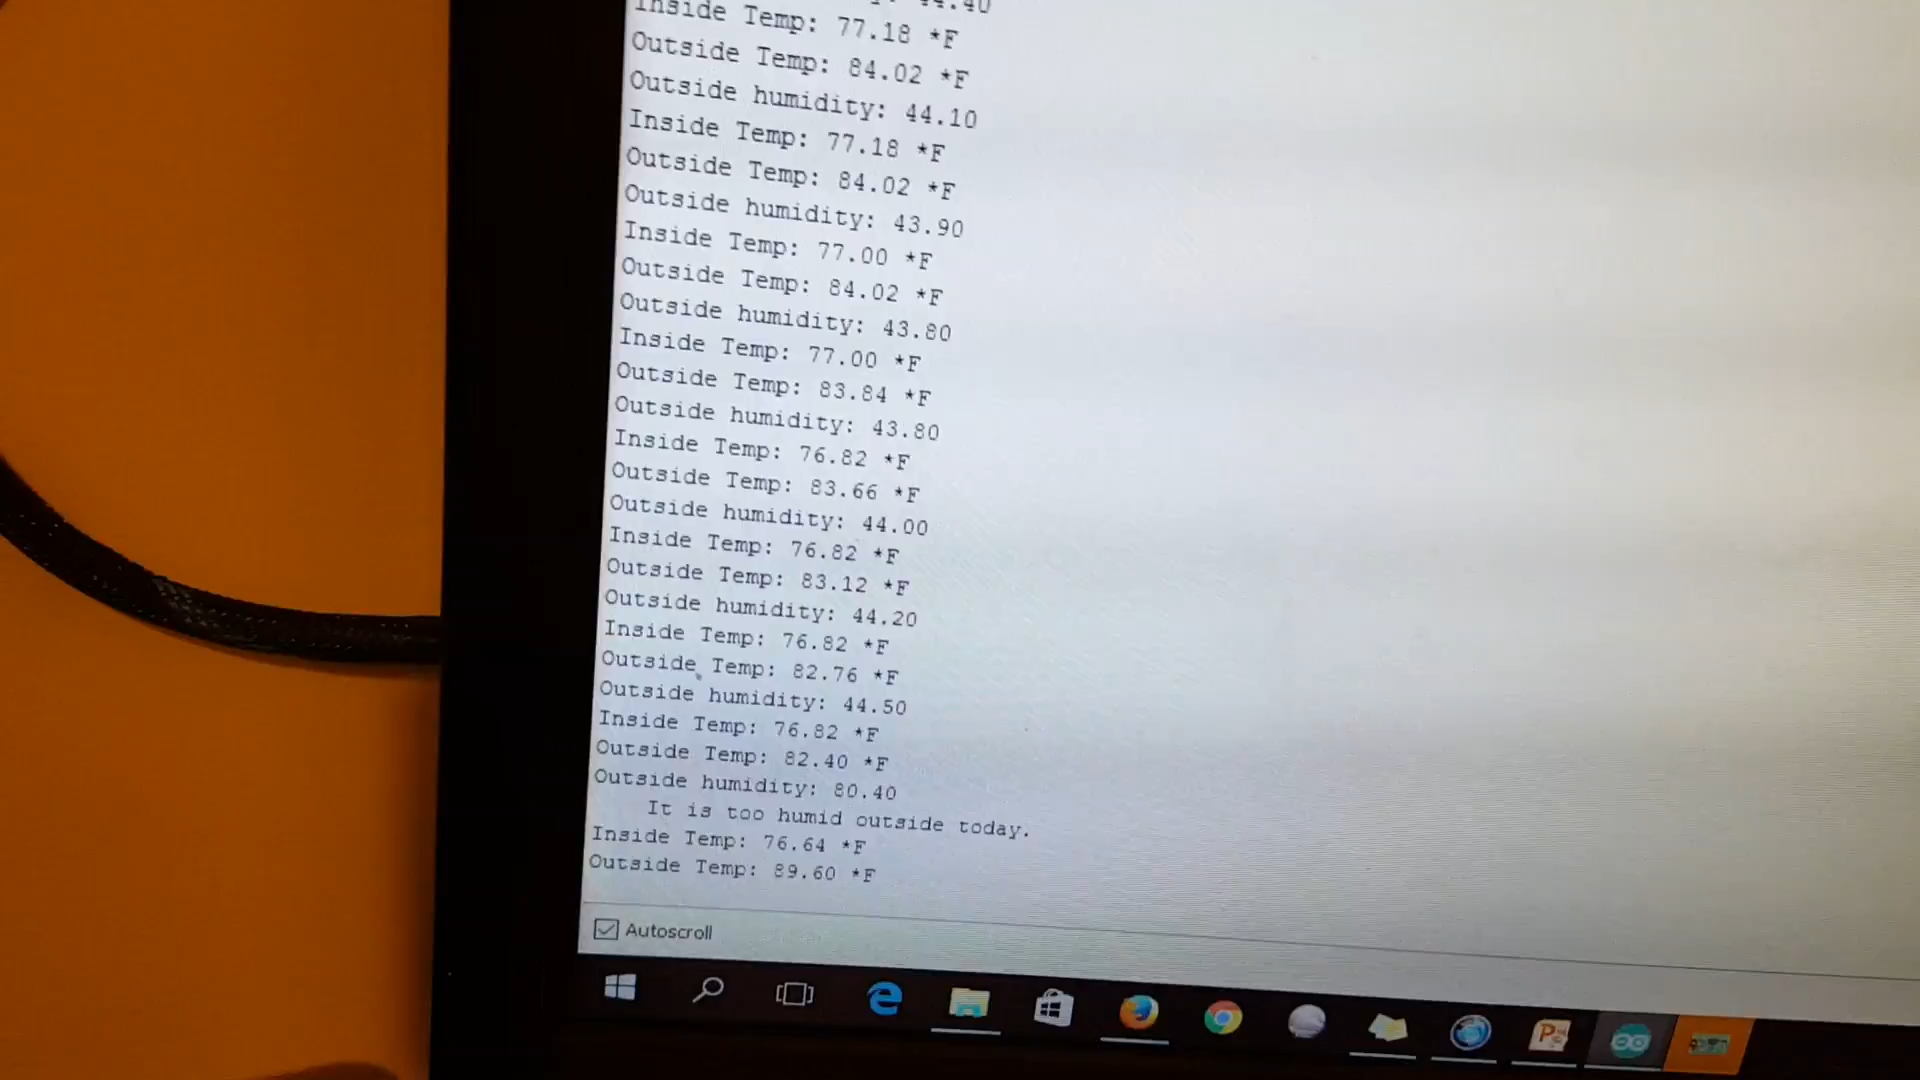 44.40
Inside Temp: 77.18 *F
Outside Temp: 84.02 *F
Outside humidity: 44.10
Inside Temp: 77.18 *F
Outside Temp: 84.02 *F
Outside humidity: 43.90
Inside Temp: 77.00 *F
Outside Temp: 84.02 *F
Outside humidity: 43.80
Inside Temp: 77.00 *F
Outside Temp: 83.84 *F
Outside humidity: 43.80
Inside Temp: 76.82 *F
Outside Temp: 83.66 *F
Outside humidity: 44.00
Inside Temp: 76.82 *F
Outside Temp: 83.12 *F
Outside humidity: 44.20
Inside Temp: 76.82 *F
Outside Temp: 82.76 *F
Outside humidity: 44.50
Inside Temp: 76.82 *F
Outside Temp: 82.40 *F
Outside humidity: 80.40
It is too humid outside today.
Inside Temp: 76.64 *F
Outside Temp: 89.60 *F
Autoscroll